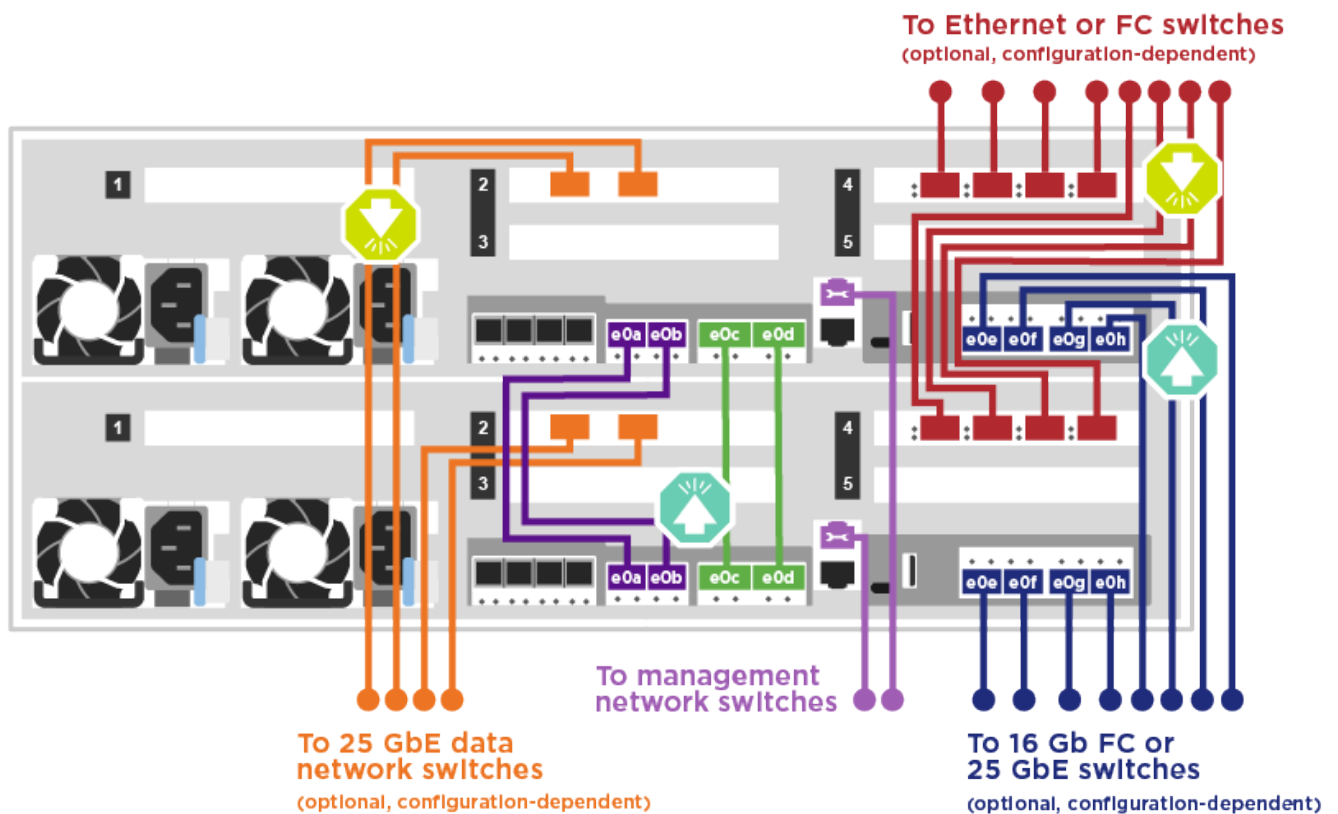 To Ethernet or FC switches
(optional, configuration-dependent)
1
2
4
3
5
e0a e0b e0c e0d
e0e e0f e0g e0h
1
2
4
3
5
e0a e0b e0c e0d
e0e e0f e0g e0h
To management
network switches
To 25 GbE data
network switches
(optional, configuration-dependent)
To 16 Gb FC or
25 GbE switches
(optional, configuration-dependent)